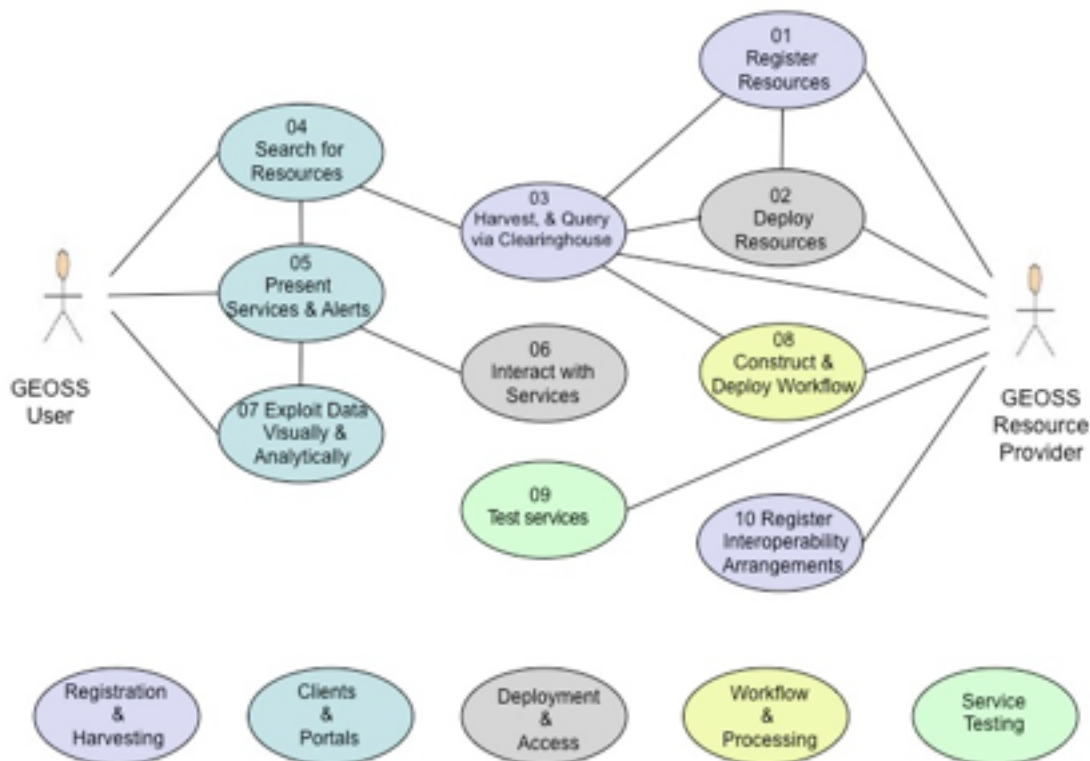 01
Register
Resources
04
Search for
Resources
02
Deploy
Resources
03
Harvest, & Query
via Clearinghouse
05
Present
Services & Alerts
06
Interact with
Services
08
Construct &
Deploy Workflow
GEOSS
User
GEOSS
Resource
Provider
07 Exploit Data
Visually &
Analytically
09
Test services
10 Register
Interoperability
Arrangements
Registration
&
Harvesting
Clients
&
Portals
Deployment
&
Access
Workflow
&
Processing
Service
Testing